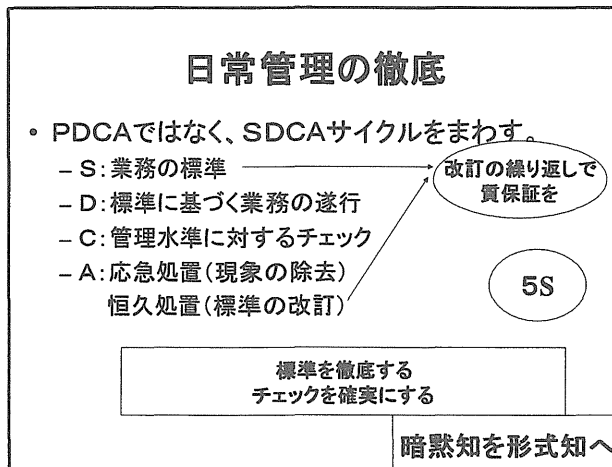 日常管理の徹底
• PDCAではなく、SDCAサイクルをまわす。
– S:業務の標準
– D:標準に基づく業務の遂行
– C:管理水準に対するチェック
– A:応急処置(現象の除去)
恒久処置(標準の改訂)
改訂の繰り返しで
質保証を
5S
標準を徹底する
チェックを確実にする
暗黙知を形式知へ